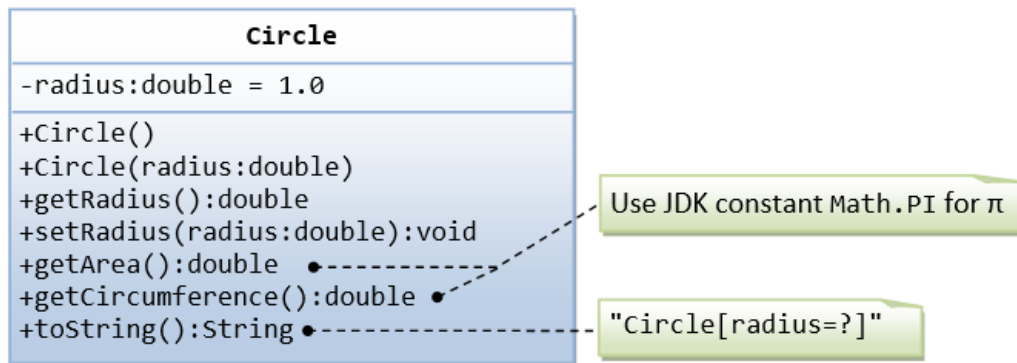 Circle
-radius:double = 1.0
+Circle()
+Circle(radius:double)
+getRadius():double
+setRadius(radius:double):void
+getArea():double
+getCircumference():double
+toString():String
Use JDK constant Math.PI for π
"Circle[radius=?]"